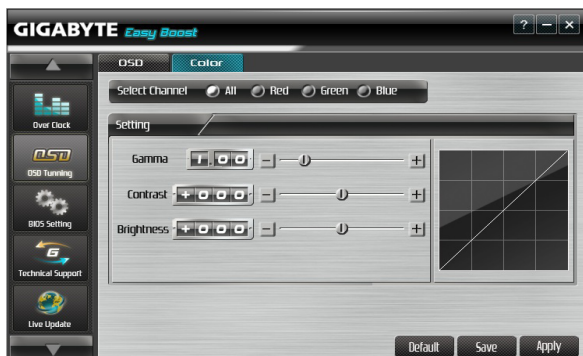 GIGABYTE Easy Boost ? – ×
OSD Color
Select Channel All Red Green Blue
Over Clock
Setting
Gamma 1.00 – +
OSD
OSD Tunning
Contrast +000 – +
BIOS Setting
Brightness +000 – +
G
Technical Support
Live Update
Default Save Apply